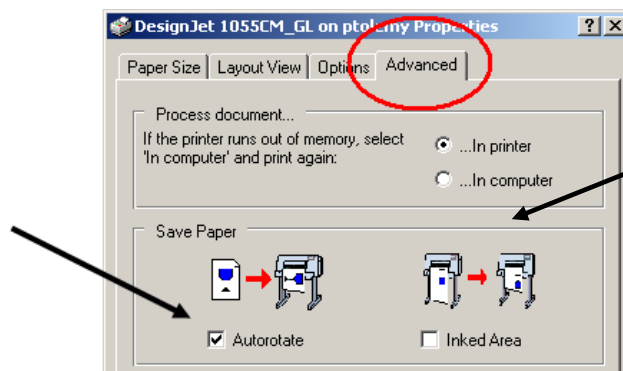 DesignJet 1055CM_GL on ptolemy Properties
Paper Size Layout View Options Advanced
Process document...
If the printer runs out of memory, select
'In computer' and print again:
...In printer
...In computer
Save Paper
Autorotate Inked Area